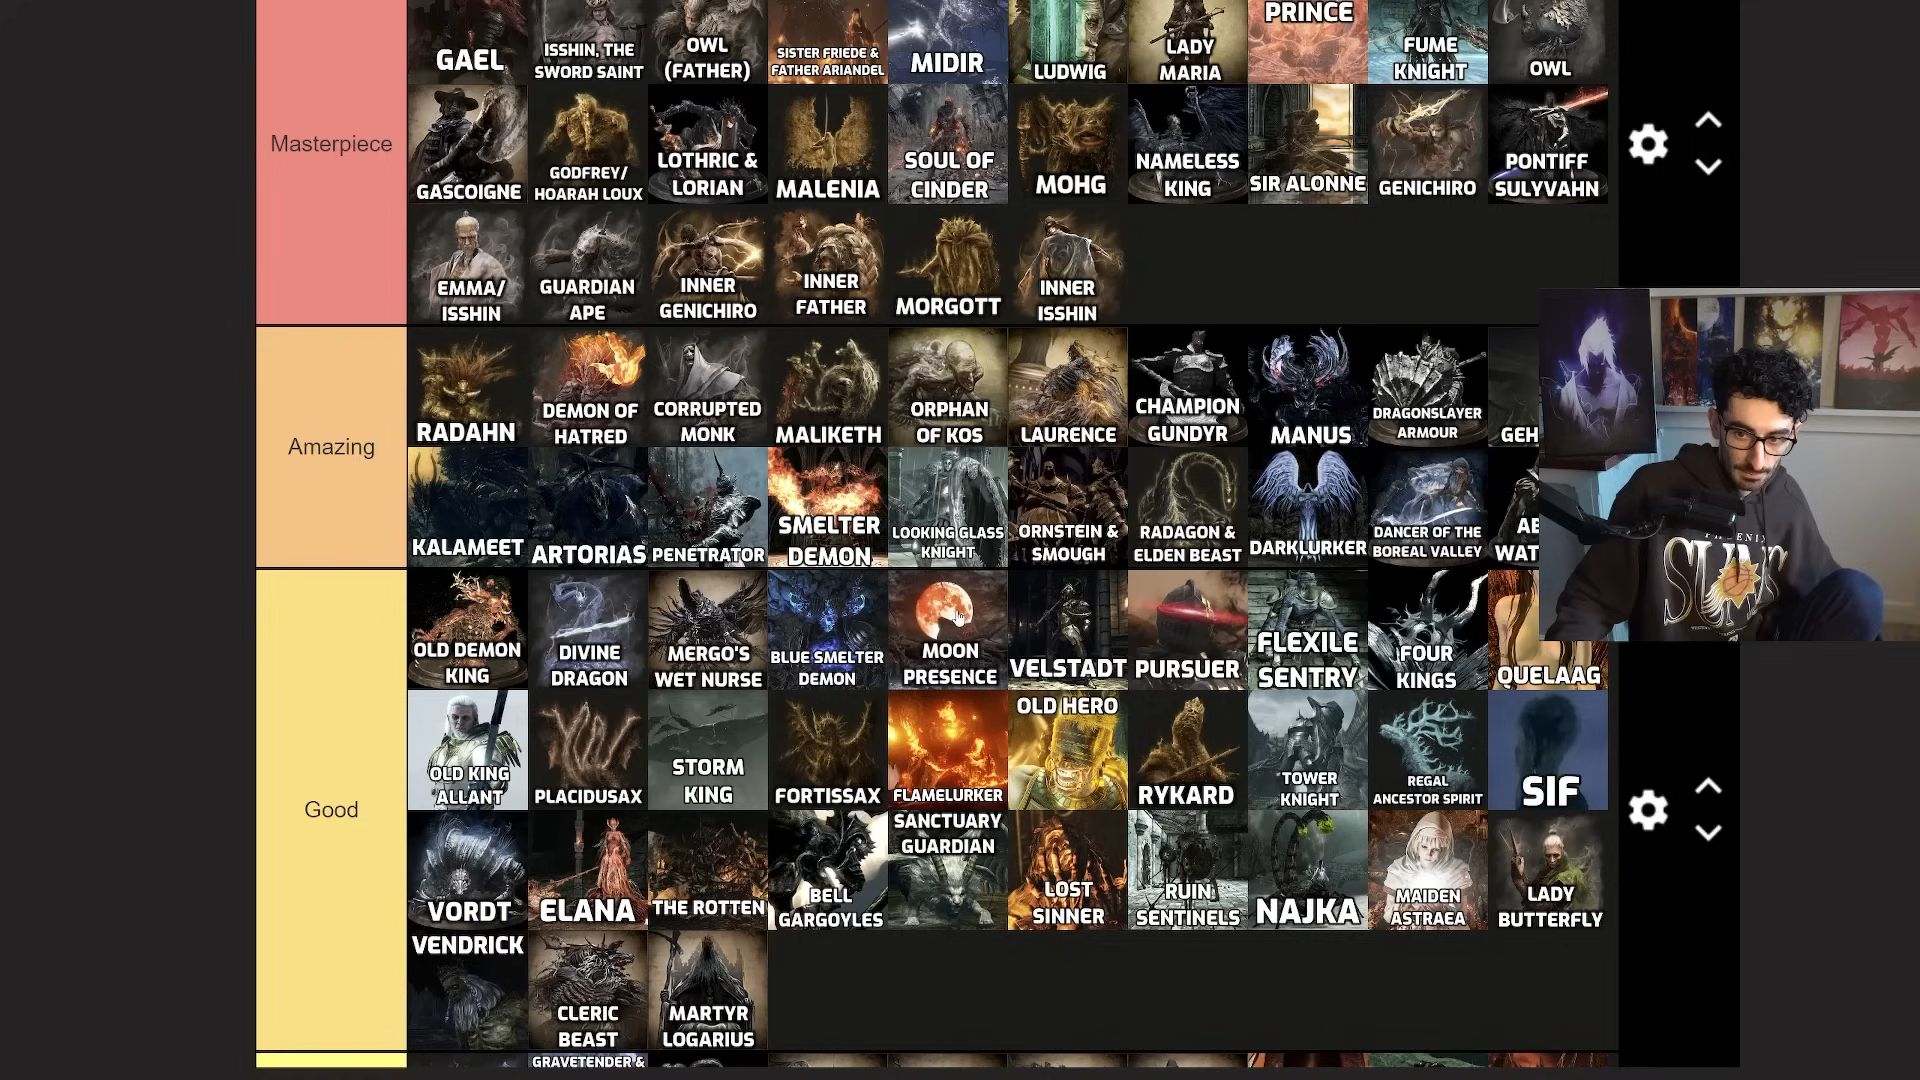 PRINCE
GAEL
ISSHIN, THE
SWORD SAINT
OWL
(FATHER)
SISTER FRIEDE &
FATHER ARIANDEL
MIDIR
LUDWIG
LADY
MARIA
FUME
KNIGHT
OWL
Masterpiece
GASCOIGNE
GODFREY/
HOARAH LOUX
LOTHRIC &
LORIAN
MALENIA
SOUL OF
CINDER
MOHG
NAMELESS
KING
SIR ALONNE
GENICHIRO
PONTIFF
SULYVAHN
EMMA/
ISSHIN
GUARDIAN
APE
INNER
GENICHIRO
INNER
FATHER
MORGOTT
INNER
ISSHIN
Amazing
RADAHN
DEMON OF
HATRED
CORRUPTED
MONK
MALIKETH
ORPHAN
OF KOS
LAURENCE
CHAMPION
GUNDYR
MANUS
DRAGONSLAYER
ARMOUR
GEH
KALAMEET
ARTORIAS
PENETRATOR
SMELTER
DEMON
LOOKING GLASS
KNIGHT
ORNSTEIN &
SMOUGH
RADAGON &
ELDEN BEAST
DARKLURKER
DANCER OF THE
BOREAL VALLEY
AB
WAT
PHOENIX
SUNS
Good
OLD DEMON
KING
DIVINE
DRAGON
MERGO'S
WET NURSE
BLUE SMELTER
DEMON
MOON
PRESENCE
VELSTADT
PURSUER
FLEXILE
SENTRY
FOUR
KINGS
QUELAAG
OLD KING
ALLANT
PLACIDUSAX
STORM
KING
FORTISSAX
FLAMELURKER
OLD HERO
RYKARD
TOWER
KNIGHT
REGAL
ANCESTOR SPIRIT
SIF
VORDT
ELANA
THE ROTTEN
BELL
GARGOYLES
SANCTUARY
GUARDIAN
LOST
SINNER
RUIN
SENTINELS
NAJKA
MAIDEN
ASTRAEA
LADY
BUTTERFLY
VENDRICK
CLERIC
BEAST
MARTYR
LOGARIUS
GRAVETENDER &